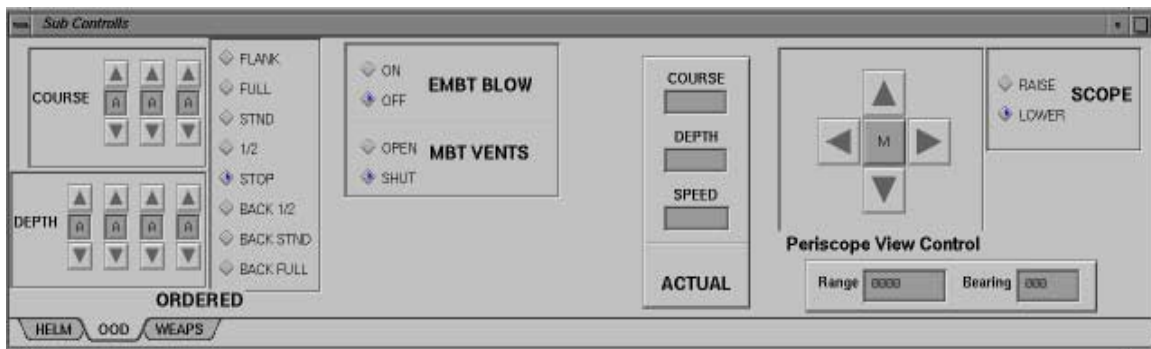 Sub Controlls
COURSE
A A A
DEPTH
A A A A
FLANK
FULL
STND
1/2
STOP
BACK 1/2
BACK STND
BACK FULL
ORDERED
ON
OFF
EMBT BLOW
OPEN
SHUT
MBT VENTS
COURSE
DEPTH
SPEED
ACTUAL
M
Periscope View Control
RAISE
LOWER
SCOPE
Range 0000 Bearing 000
HELM OOD WEAPS